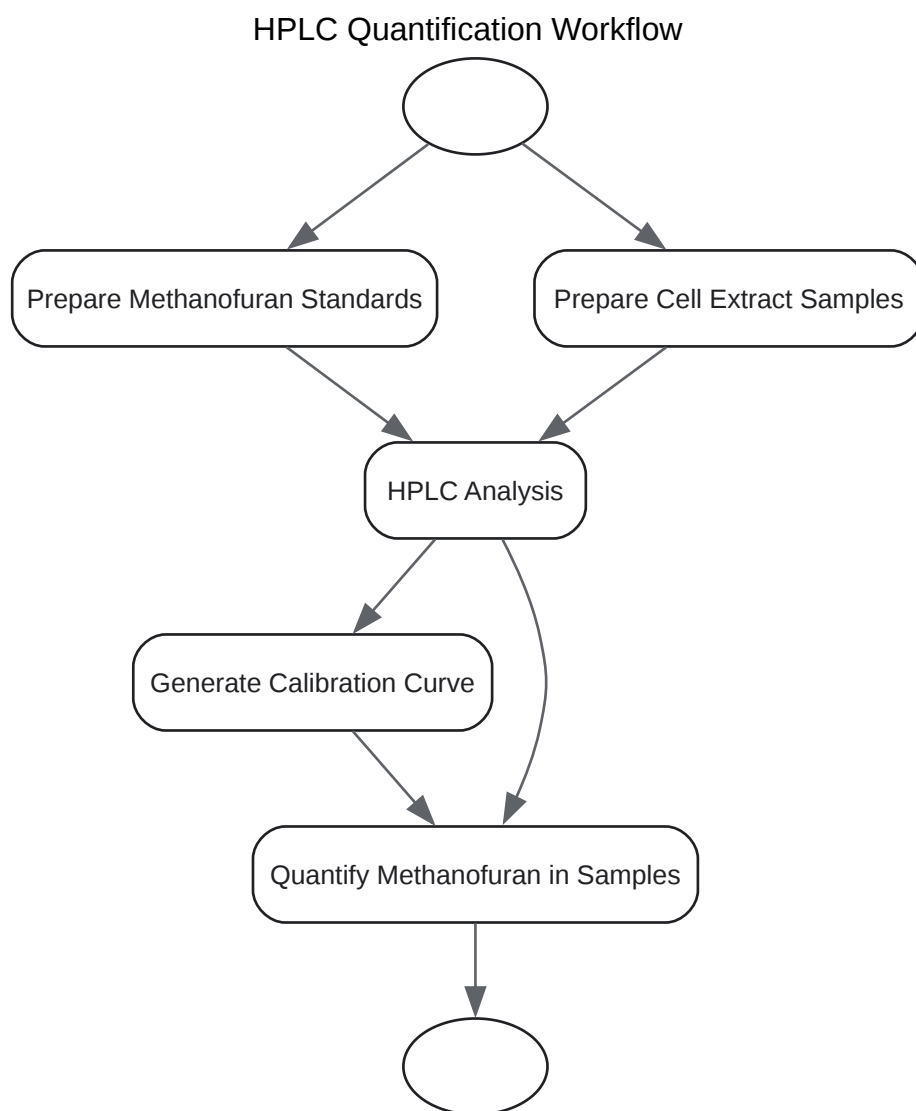 HPLC Quantification Workflow
Prepare Methanofuran Standards
Prepare Cell Extract Samples
HPLC Analysis
Generate Calibration Curve
Quantify Methanofuran in Samples